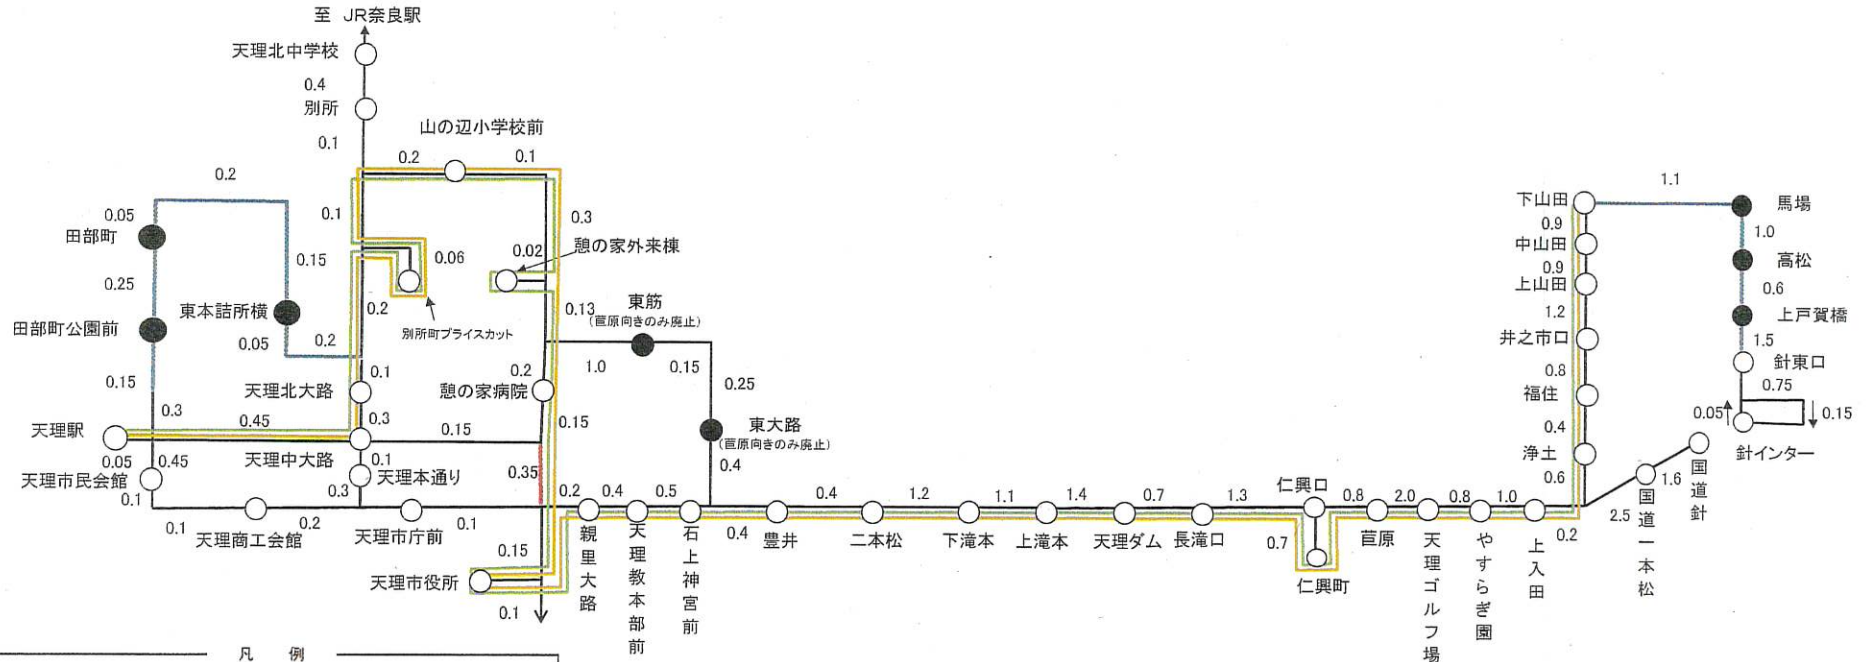 至 JR奈良駅
天理北中学校
0.4
別所
0.1
山の辺小学校前
0.2
0.1
0.2
0.05
田部町
0.25
0.15
東本詰所横
0.05
0.2
田部町公園前
0.15
0.1
0.06
0.2
別所町プライスカット
0.3
0.02
憩の家外来棟
0.13
東筋
(苣原向きのみ廃止)
1.0
0.15
0.25
東大路
(苣原向きのみ廃止)
0.4
0.2
憩の家病院
0.15
天理北大路
0.1
0.3
0.3
0.45
0.15
天理駅
0.05
0.45
天理中大路
0.1
天理本通り
0.35
天理市民会館
0.1
0.1
天理商工会館
0.2
0.3
天理市庁前
0.1
0.15
天理市役所
0.1
0.2
親里大路
0.4
天理教本部前
0.5
石上神宮前
0.4
豊井
0.4
二本松
1.2
下滝本
1.1
上滝本
1.4
天理ダム
0.7
長滝口
1.3
仁興口
0.7
仁興町
0.8
苣原
2.0
天理ゴルフ場
0.8
やすらぎ園
1.0
上入田
0.2
下山田
0.9
中山田
0.9
上山田
1.2
井之市口
0.8
福住
0.4
浄土
0.6
2.5
国道一本松
1.6
国道針
1.1
馬場
1.0
高松
0.6
上戸賀橋
1.5
針東口
0.75
0.05
0.15
針インター
凡 例